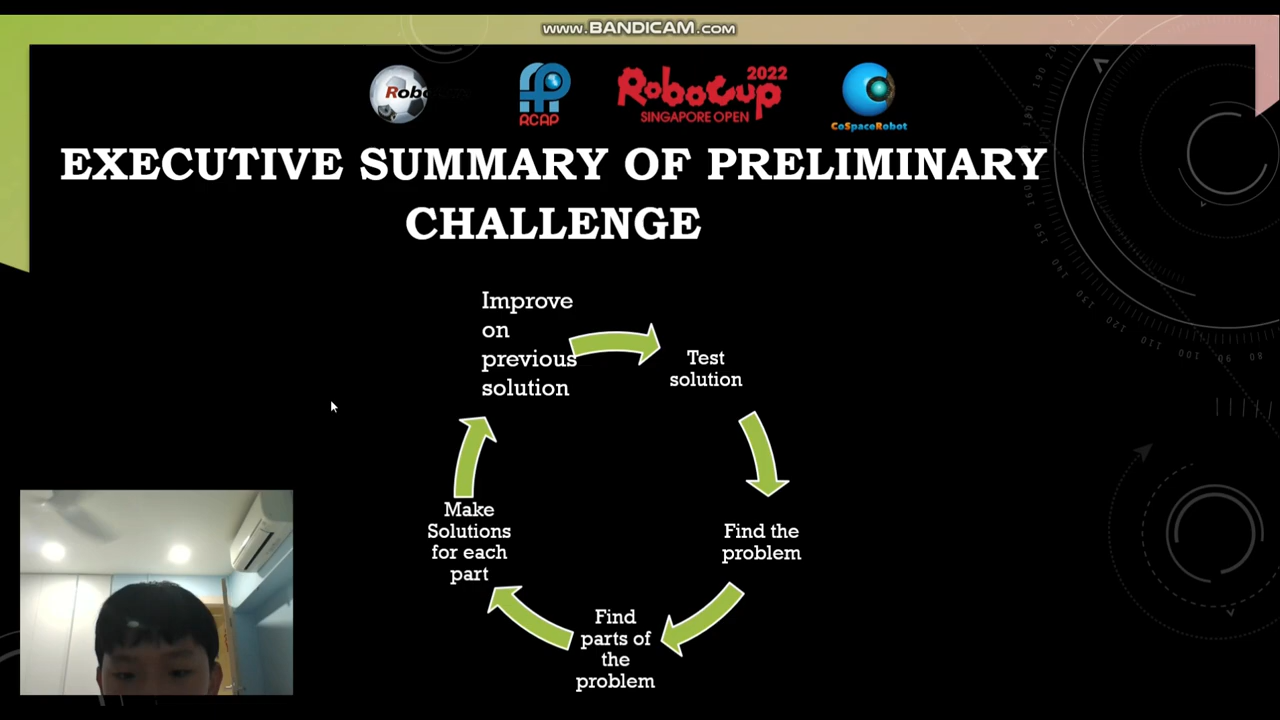 www.BANDICAM.com
Robo
RCAP
RoboCup 2022
SINGAPORE OPEN
CoSpaceRobot
EXECUTIVE SUMMARY OF PRELIMINARY
CHALLENGE
Improve
on
previous
solution
Test
solution
Find the
problem
Find
parts of
the
problem
Make
Solutions
for each
part